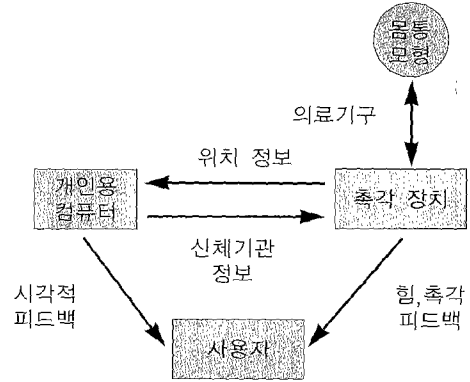 몸통
모형
의료기구
위치 정보
개인용
컴퓨터
촉각 장치
신체기관
정보
시각적
피드백
힘,촉각
피드백
사용자